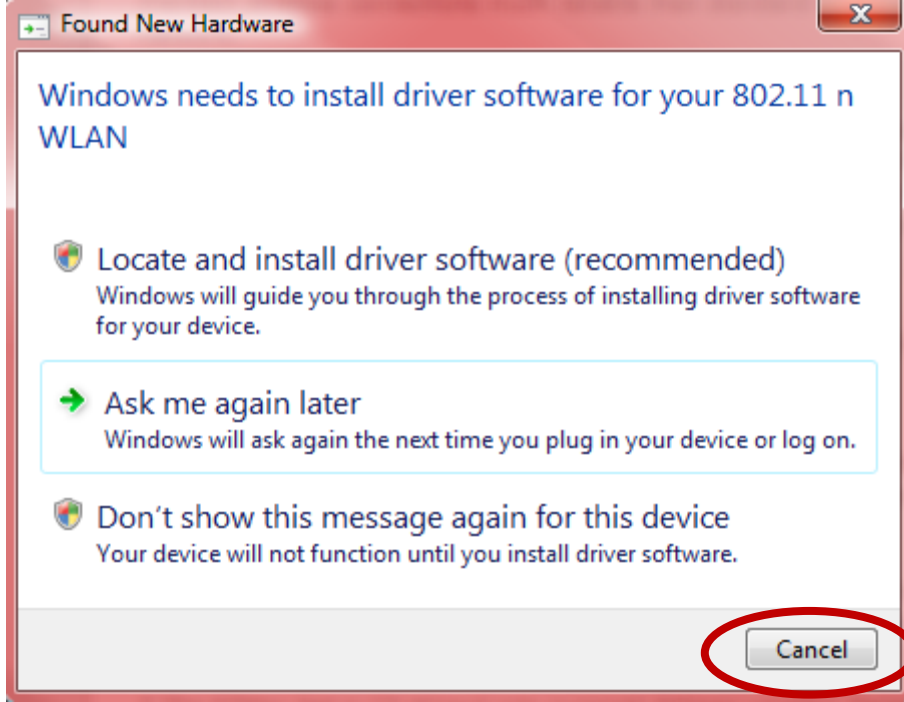 Found New Hardware
Windows needs to install driver software for your 802.11 n
WLAN
Locate and install driver software (recommended)
Windows will guide you through the process of installing driver software
for your device.
Ask me again later
Windows will ask again the next time you plug in your device or log on.
Don't show this message again for this device
Your device will not function until you install driver software.
Cancel